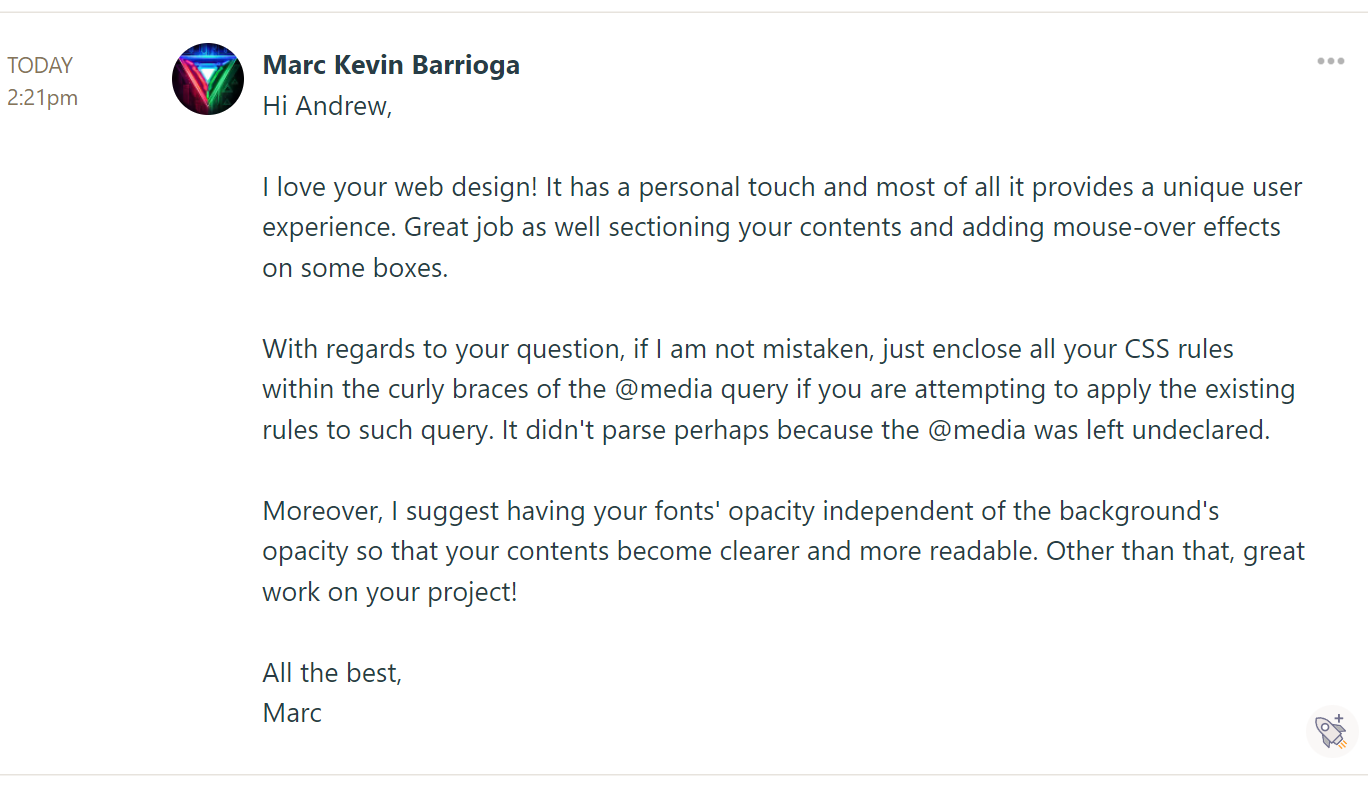 TODAY
2:21pm
Marc Kevin Barrioga
Hi Andrew,
I love your web design! It has a personal touch and most of all it provides a unique user
experience. Great job as well sectioning your contents and adding mouse-over effects
on some boxes.
With regards to your question, if I am not mistaken, just enclose all your CSS rules
within the curly braces of the @media query if you are attempting to apply the existing
rules to such query. It didn't parse perhaps because the @media was left undeclared.
Moreover, I suggest having your fonts' opacity independent of the background's
opacity so that your contents become clearer and more readable. Other than that, great
work on your project!
All the best,
Marc